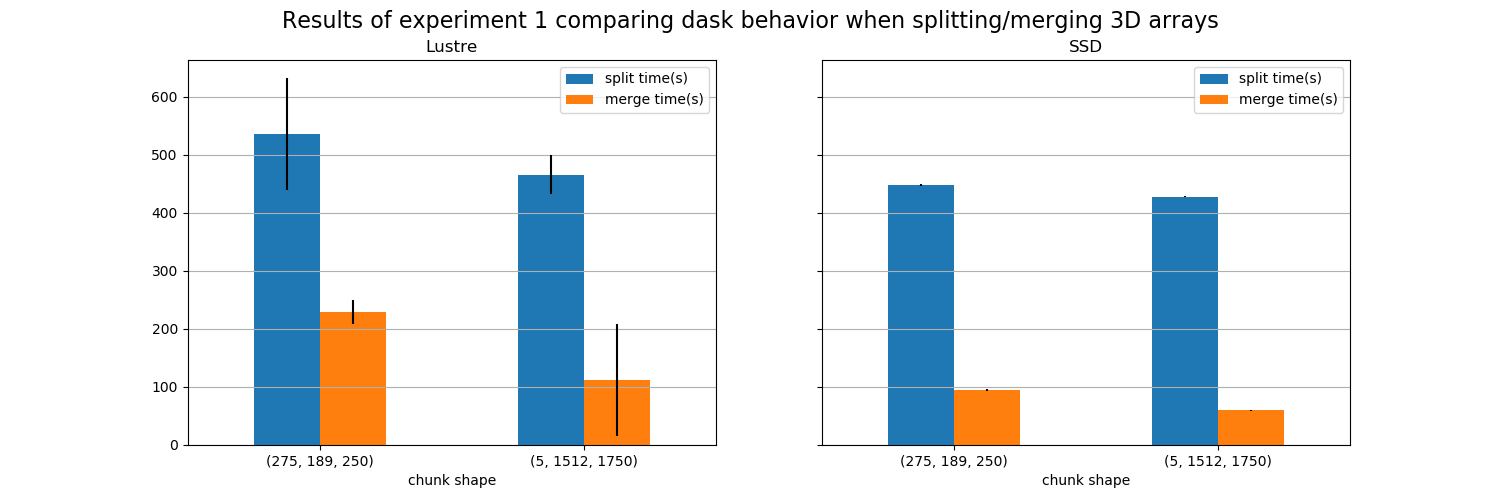 Results of experiment 1 comparing dask behavior when splitting/merging 3D arrays
Lustre
split time(s)
merge time(s)
600
500
400
300
200
100
0
(275, 189, 250)
(5, 1512, 1750)
chunk shape
SSD
split time(s)
merge time(s)
(275, 189, 250)
(5, 1512, 1750)
chunk shape